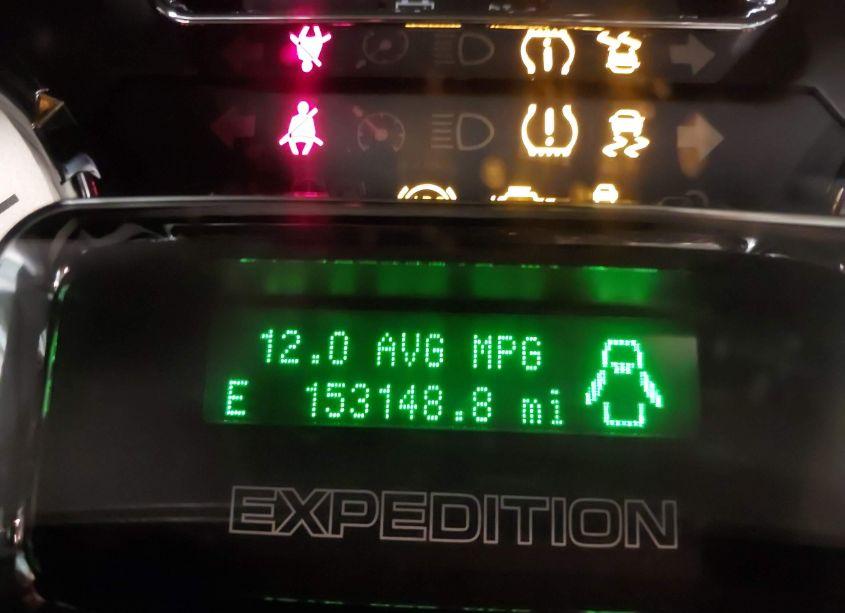 12.0 AVG MPG
E 153148.8 mi
EXPEDITION